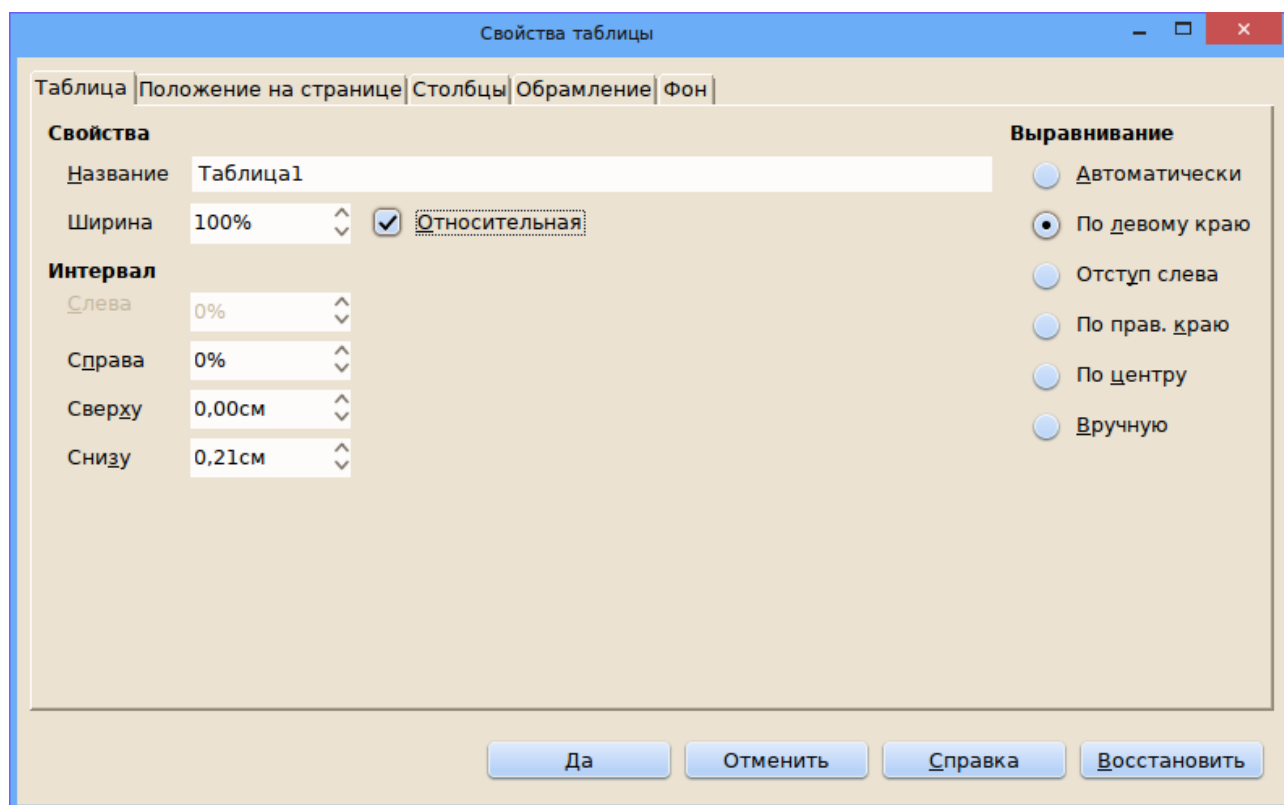 Свойства таблицы
Таблица Положение на странице Столбцы Обрамление Фон
Свойства
Название Таблица1
Ширина 100% Относительная
Интервал
Слева 0%
Справа 0%
Сверху 0,00см
Снизу 0,21см
Выравнивание
Автоматически
По левому краю
Отступ слева
По прав. краю
По центру
Вручную
Да Отменить Справка Восстановить